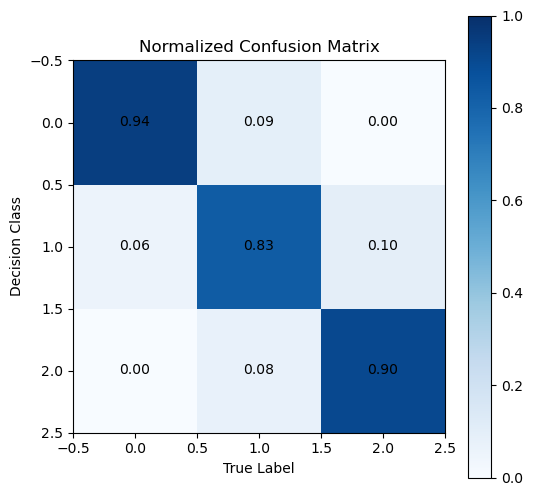 Normalized Confusion Matrix
−0.5
0.0
0.5
1.0
1.5
2.0
2.5
Decision Class
0.94 0.09 0.00
0.06 0.83 0.10
0.00 0.08 0.90
−0.5 0.0 0.5 1.0 1.5 2.0 2.5
True Label
1.0
0.8
0.6
0.4
0.2
0.0